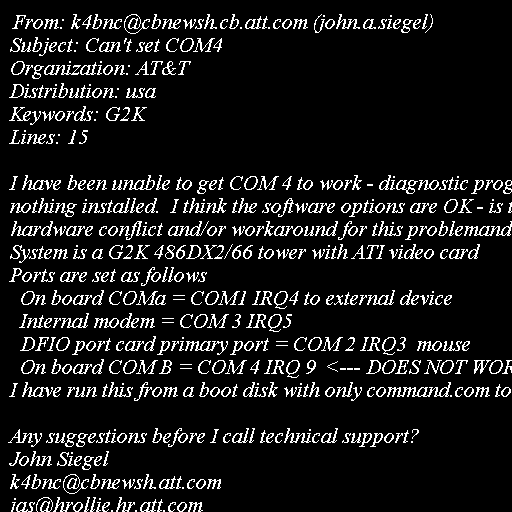 From: k4bnc@cbnewsh.cb.att.com (john.a.siegel)
Subject: Can't set COM4
Organization: AT&T
Distribution: usa
Keywords: G2K
Lines: 15
I have been unable to get COM 4 to work - diagnostic prog
nothing installed.  I think the software options are OK - is t
hardware conflict and/or workaround for this problemand
System is a G2K 486DX2/66 tower with ATI video card
Ports are set as follows
On board COMa = COM1 IRQ4 to external device
Internal modem = COM 3 IRQ5
DFIO port card primary port = COM 2 IRQ3  mouse
On board COM B = COM 4 IRQ 9  <--- DOES NOT WOR
I have run this from a boot disk with only command.com to
Any suggestions before I call technical support?
John Siegel
k4bnc@cbnewsh.att.com
jas@hrollie.hr.att.com